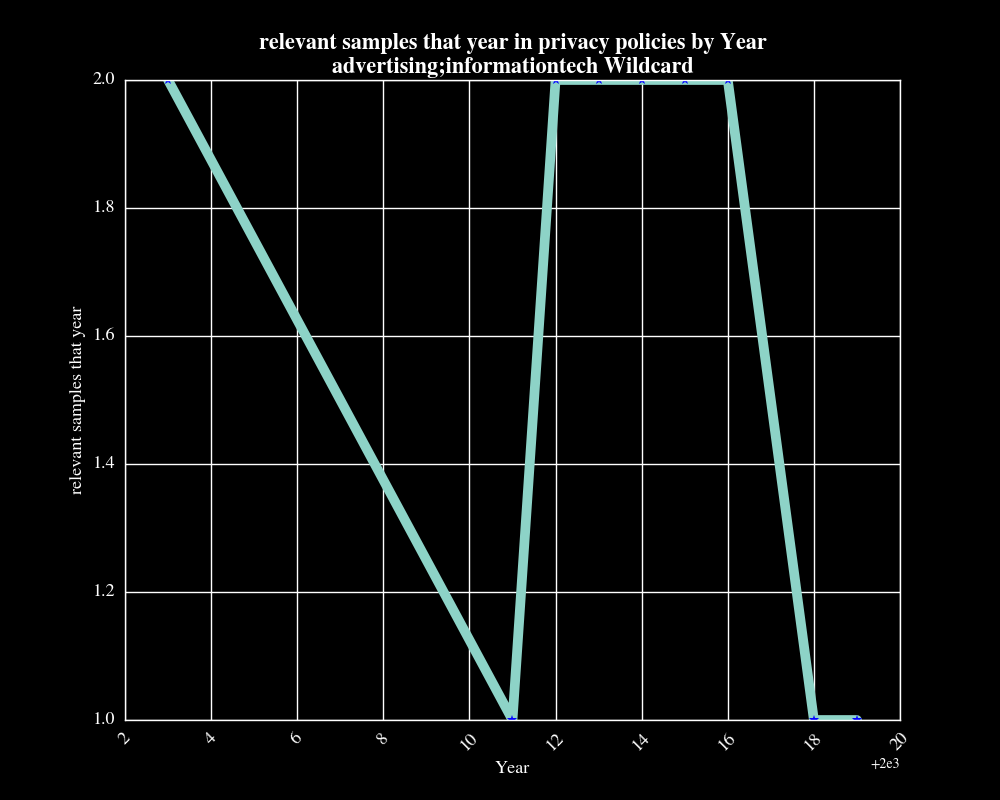 relevant samples that year in privacy policies by Year
advertising;informationtech Wildcard
2.0
1.8
1.6
1.4
1.2
1.0
relevant samples that year
2 4 6 8 10 12 14 16 18 20
+2e3
Year